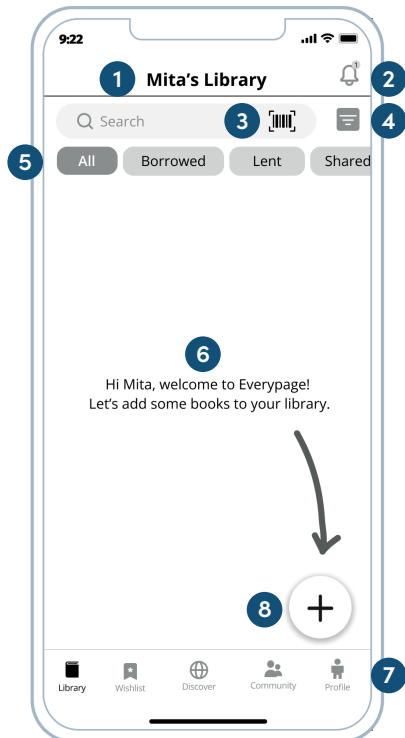 9:22
1 Mita's Library 1 2
Search 3 4
5 All Borrowed Lent Shared
6
Hi Mita, welcome to Everypage!
Let's add some books to your library.
8
Library Wishlist Discover Community Profile 7